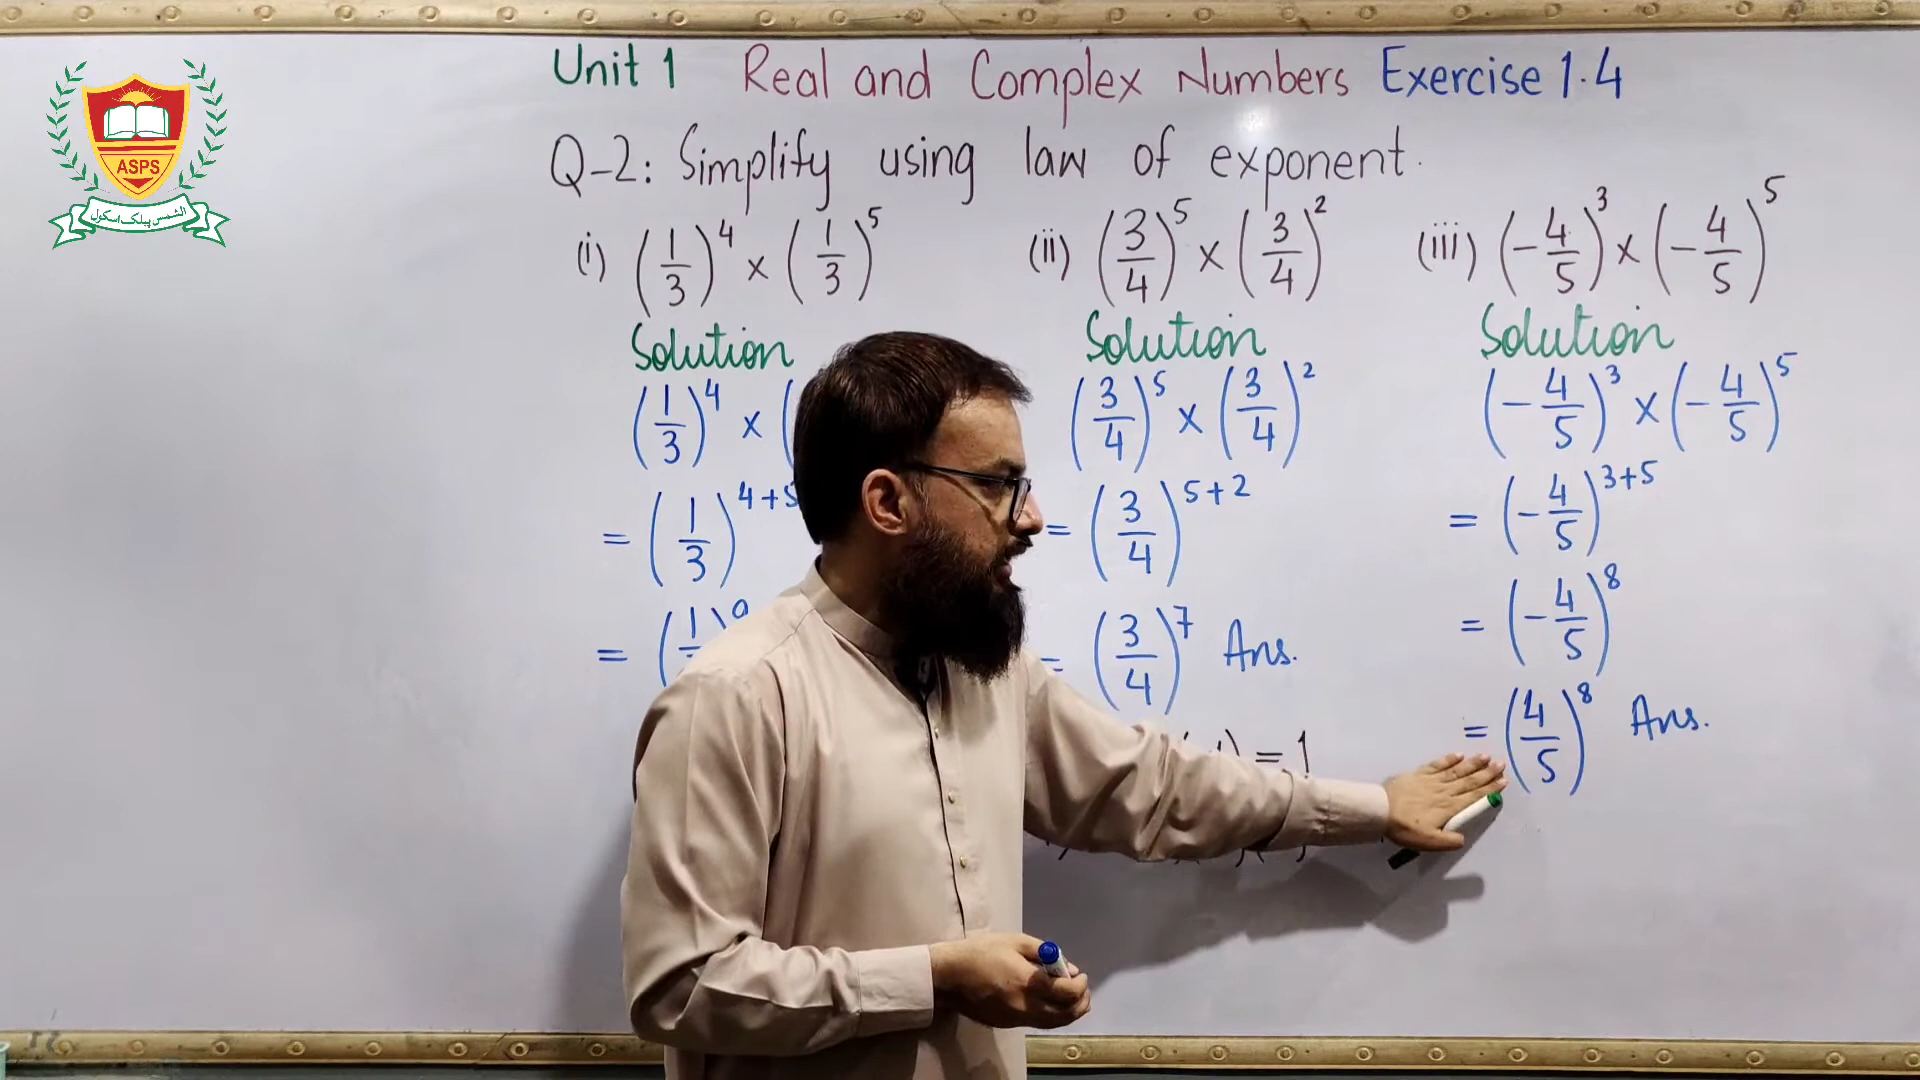 ASPS
الشمس پبلک اسکول
Unit 1 Real and Complex Numbers Exercise 1.4
Q-2: Simplify using law of exponent.
(i) (1/3)^4 × (1/3)^5 (ii) (3/4)^5 × (3/4)^2 (iii) (-4/5)^3 × (-4/5)^5
Solution Solution Solution
(1/3)^4 × ( (3/4)^5 × (3/4)^2 (-4/5)^3 × (-4/5)^5
= (1/3)^4+5 = (3/4)^5+2 = (-4/5)^3+5
= (1 = (3/4)^7 Ans. = (-4/5)^8
= 1 = (4/5)^8 Ans.